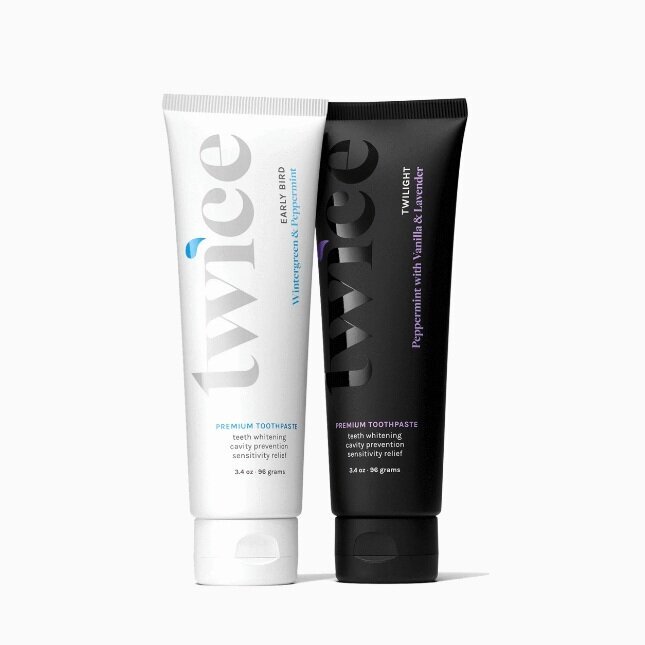 twice
EARLY BIRD
Wintergreen & Peppermint
PREMIUM TOOTHPASTE
teeth whitening
cavity prevention
sensitivity relief
3.4 oz · 96 grams
twice
TWILIGHT
Peppermint with Vanilla & Lavender
PREMIUM TOOTHPASTE
teeth whitening
cavity prevention
sensitivity relief
3.4 oz · 96 grams